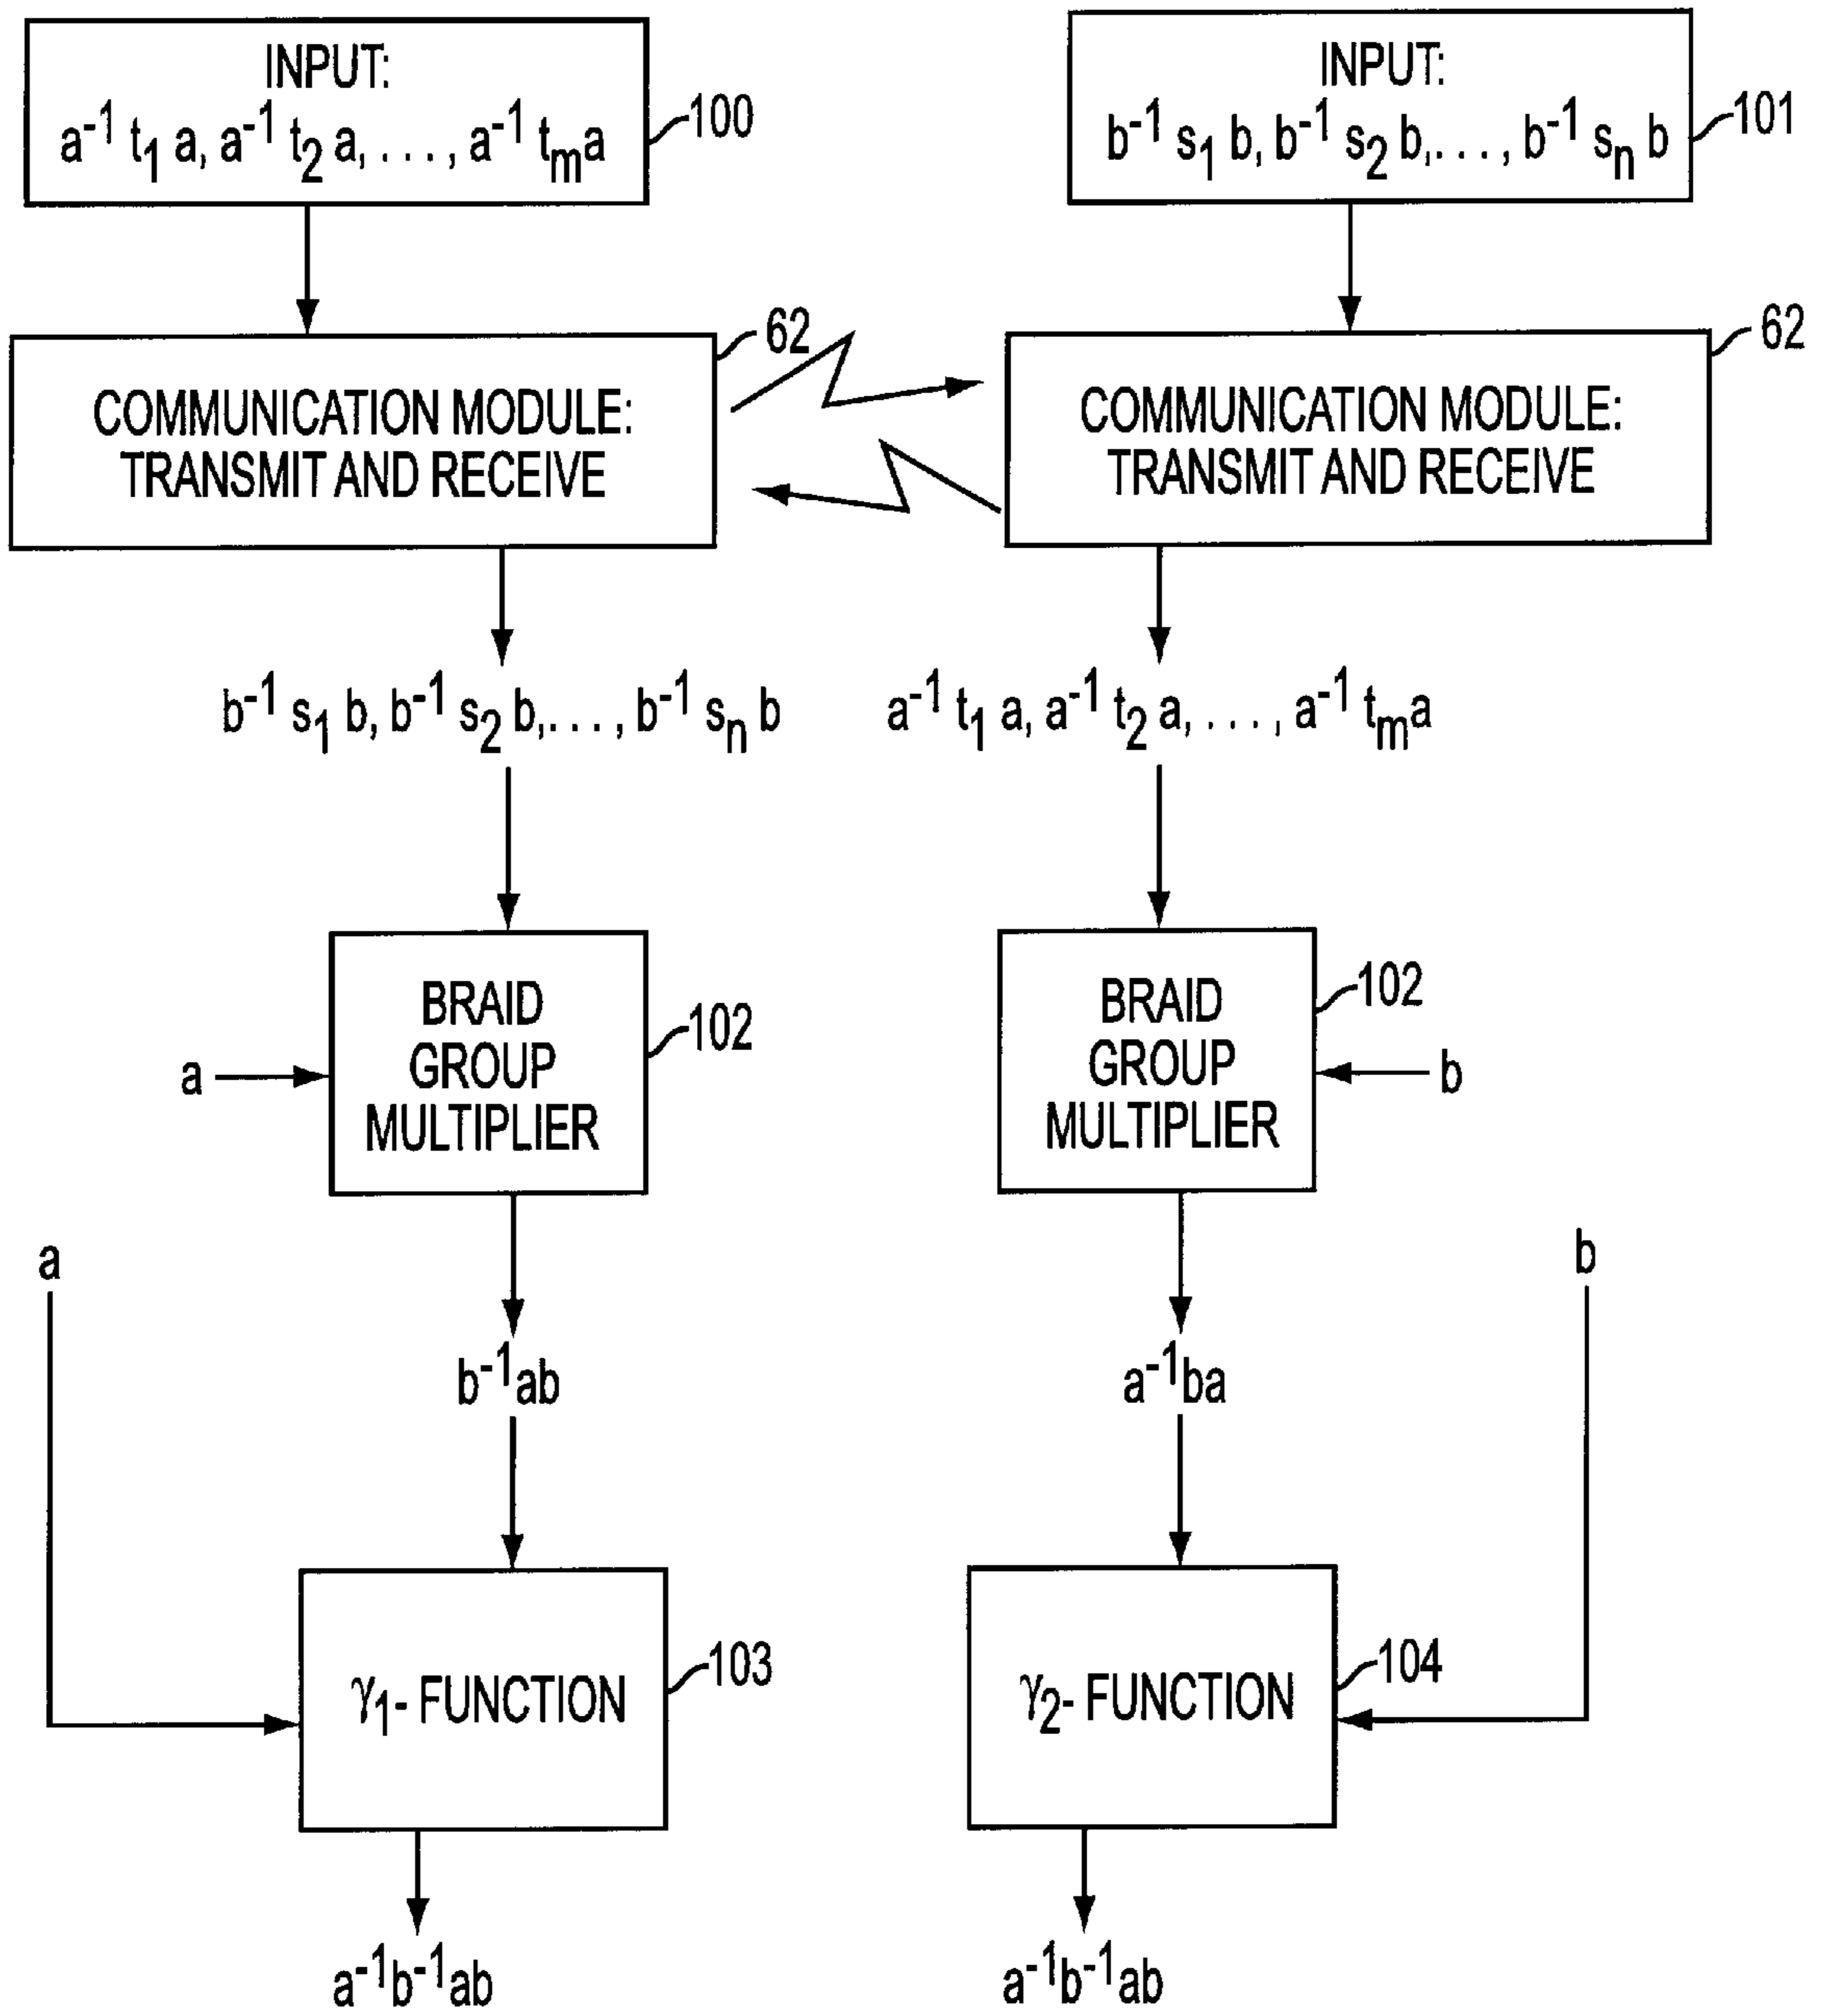 INPUT:
a⁻¹ t₁ a, a⁻¹ t₂ a, . . . , a⁻¹ tₘa
100
INPUT:
b⁻¹ s₁ b, b⁻¹ s₂ b,. . . , b⁻¹ sₙ b
101
62
COMMUNICATION MODULE:
TRANSMIT AND RECEIVE
62
COMMUNICATION MODULE:
TRANSMIT AND RECEIVE
b⁻¹ s₁ b, b⁻¹ s₂ b,. . . , b⁻¹ sₙ b
a⁻¹ t₁ a, a⁻¹ t₂ a, . . . , a⁻¹ tₘa
a
BRAID
GROUP
MULTIPLIER
102
BRAID
GROUP
MULTIPLIER
102
b
a
b⁻¹ab
a⁻¹ba
b
γ₁- FUNCTION
103
γ₂- FUNCTION
104
a⁻¹b⁻¹ab
a⁻¹b⁻¹ab